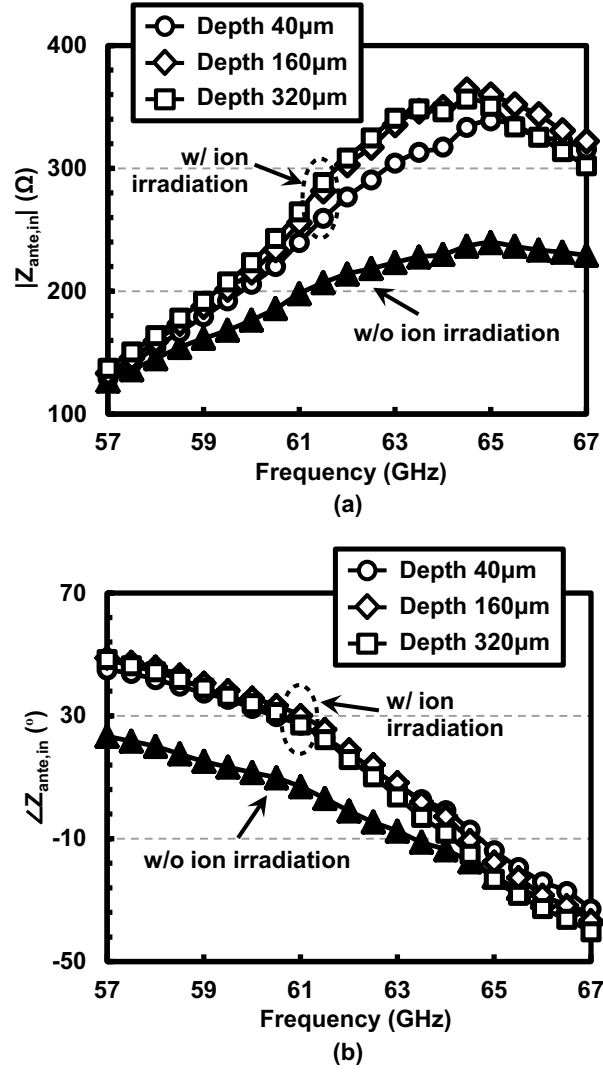 Depth 40µm
Depth 160µm
Depth 320µm
400
300
200
100
|Z_ante,in| (Ω)
w/ ion
irradiation
w/o ion irradiation
57
59
61
63
65
67
Frequency (GHz)
(a)
Depth 40µm
Depth 160µm
Depth 320µm
70
30
-10
-50
∠Z_ante,in (º)
w/ ion
irradiation
w/o ion irradiation
57
59
61
63
65
67
Frequency (GHz)
(b)